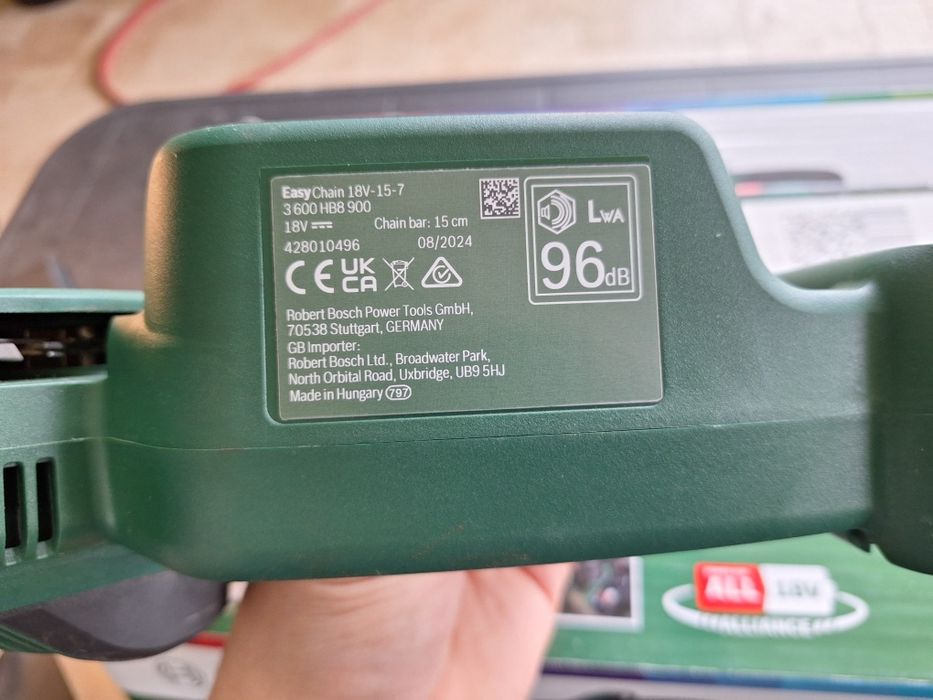 EasyChain 18V-15-7
3 600 HB8 900
18V
Chain bar: 15 cm
428010496
08/2024
CE
UK
CA
Robert Bosch Power Tools GmbH,
70538 Stuttgart, GERMANY
GB Importer:
Robert Bosch Ltd., Broadwater Park,
North Orbital Road, Uxbridge, UB9 5HJ
Made in Hungary 797
LWA
96dB
ALL 18V
ALLIANCE